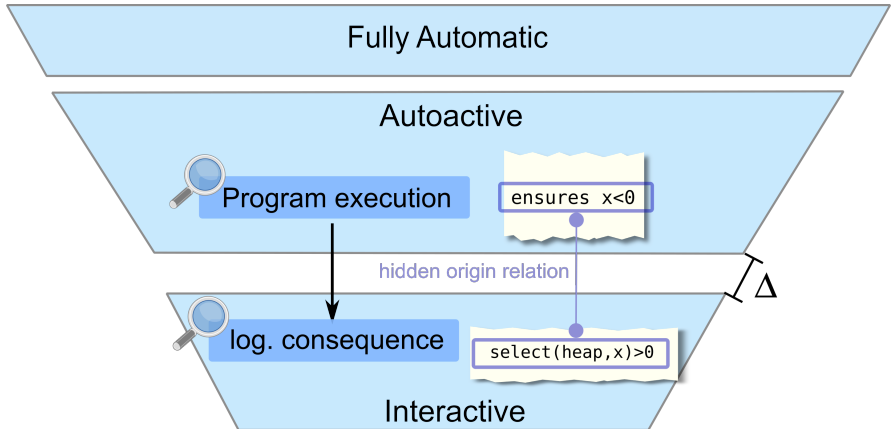 Fully Automatic
Autoactive
Program execution
ensures x<0
hidden origin relation
Δ
log. consequence
select(heap,x)>0
Interactive